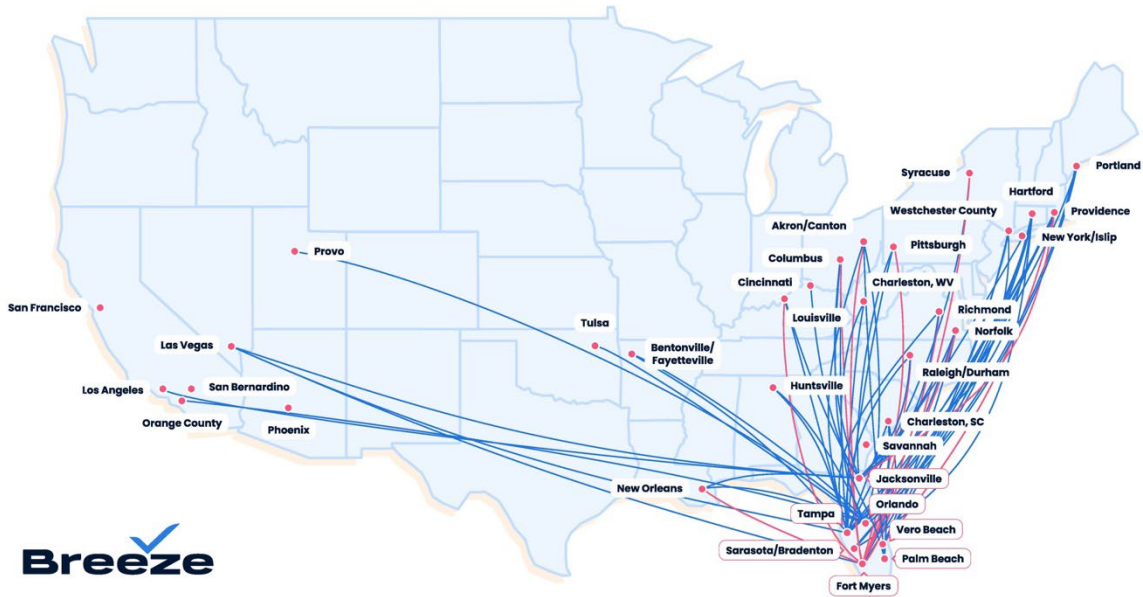 Syracuse
Portland
Hartford
Westchester County
Providence
Akron/Canton
New York/Islip
Pittsburgh
Provo
Columbus
Cincinnati
Charleston, WV
San Francisco
Louisville
Richmond
Tulsa
Norfolk
Las Vegas
Bentonville/
Fayetteville
Raleigh/Durham
Los Angeles
San Bernardino
Huntsville
Orange County
Phoenix
Charleston, SC
Savannah
Jacksonville
New Orleans
Orlando
Tampa
Vero Beach
Sarasota/Bradenton
Palm Beach
Fort Myers
Breeze